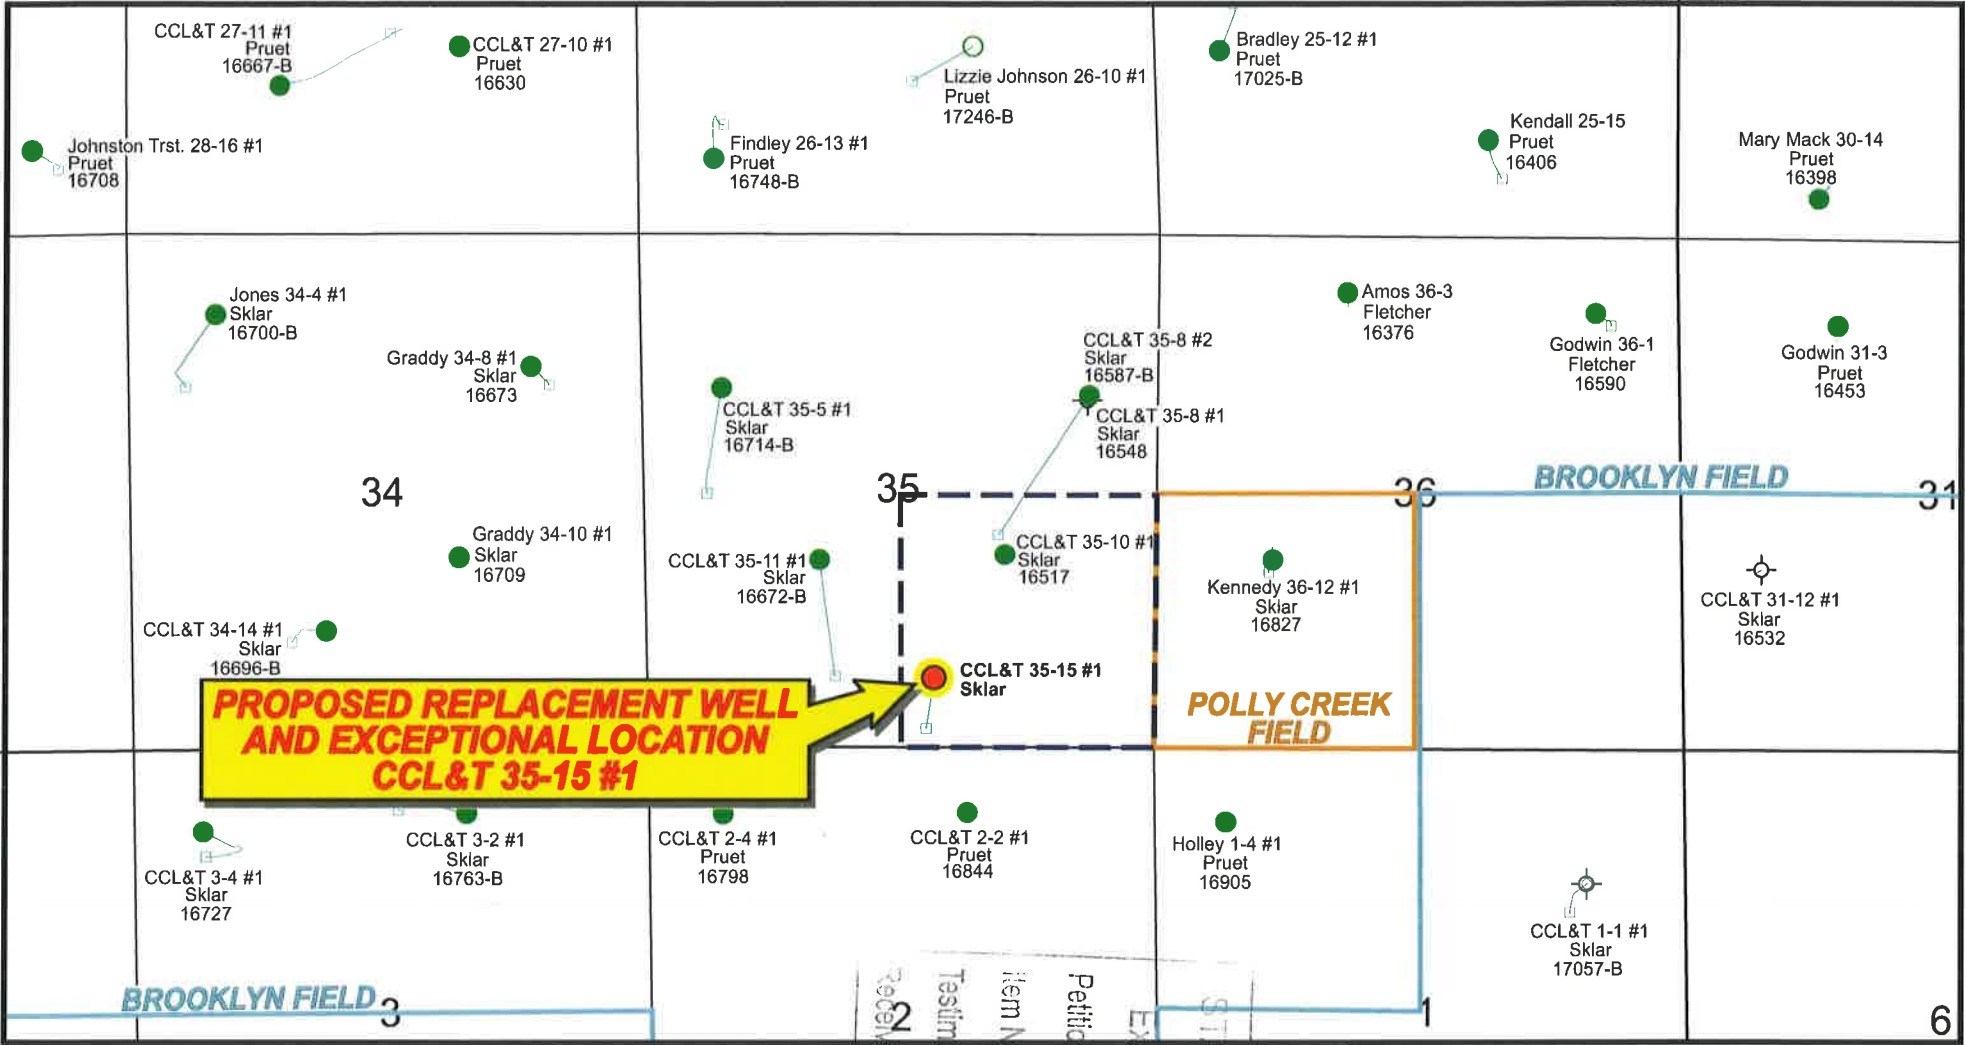 CCL&T 27-11 #1
Pruet
16667-B
CCL&T 27-10 #1
Pruet
16630
Lizzie Johnson 26-10 #1
Pruet
17246-B
Bradley 25-12 #1
Pruet
17025-B
Johnston Trst. 28-16 #1
Pruet
16708
Findley 26-13 #1
Pruet
16748-B
Kendall 25-15
Pruet
16406
Mary Mack 30-14
Pruet
16398
Jones 34-4 #1
Sklar
16700-B
Graddy 34-8 #1
Sklar
16673
CCL&T 35-5 #1
Sklar
16714-B
CCL&T 35-8 #2
Sklar
16587-B
CCL&T 35-8 #1
Sklar
16548
Amos 36-3
Fletcher
16376
Godwin 36-1
Fletcher
16590
Godwin 31-3
Pruet
16453
34
35
36
31
BROOKLYN FIELD
Graddy 34-10 #1
Sklar
16709
CCL&T 35-11 #1
Sklar
16672-B
CCL&T 35-10 #1
Sklar
16517
Kennedy 36-12 #1
Sklar
16827
CCL&T 31-12 #1
Sklar
16532
CCL&T 34-14 #1
Sklar
16696-B
CCL&T 35-15 #1
Sklar
PROPOSED REPLACEMENT WELL
AND EXCEPTIONAL LOCATION
CCL&T 35-15 #1
POLLY CREEK
FIELD
CCL&T 3-4 #1
Sklar
16727
CCL&T 3-2 #1
Sklar
16763-B
CCL&T 2-4 #1
Pruet
16798
CCL&T 2-2 #1
Pruet
16844
Holley 1-4 #1
Pruet
16905
CCL&T 1-1 #1
Sklar
17057-B
BROOKLYN FIELD
3
2
1
6
ST
EX
Petitio
Item N
Testim
Receiv